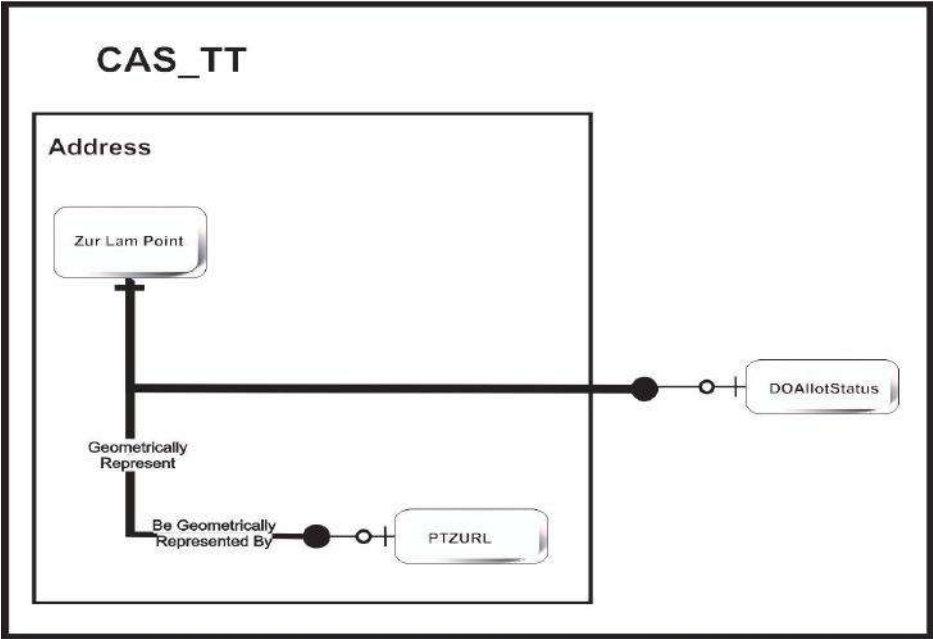 CAS_TT
Address
Zur Lam Point
DOAllotStatus
Geometrically
Represent
Be Geometrically
Represented By
PTZURL